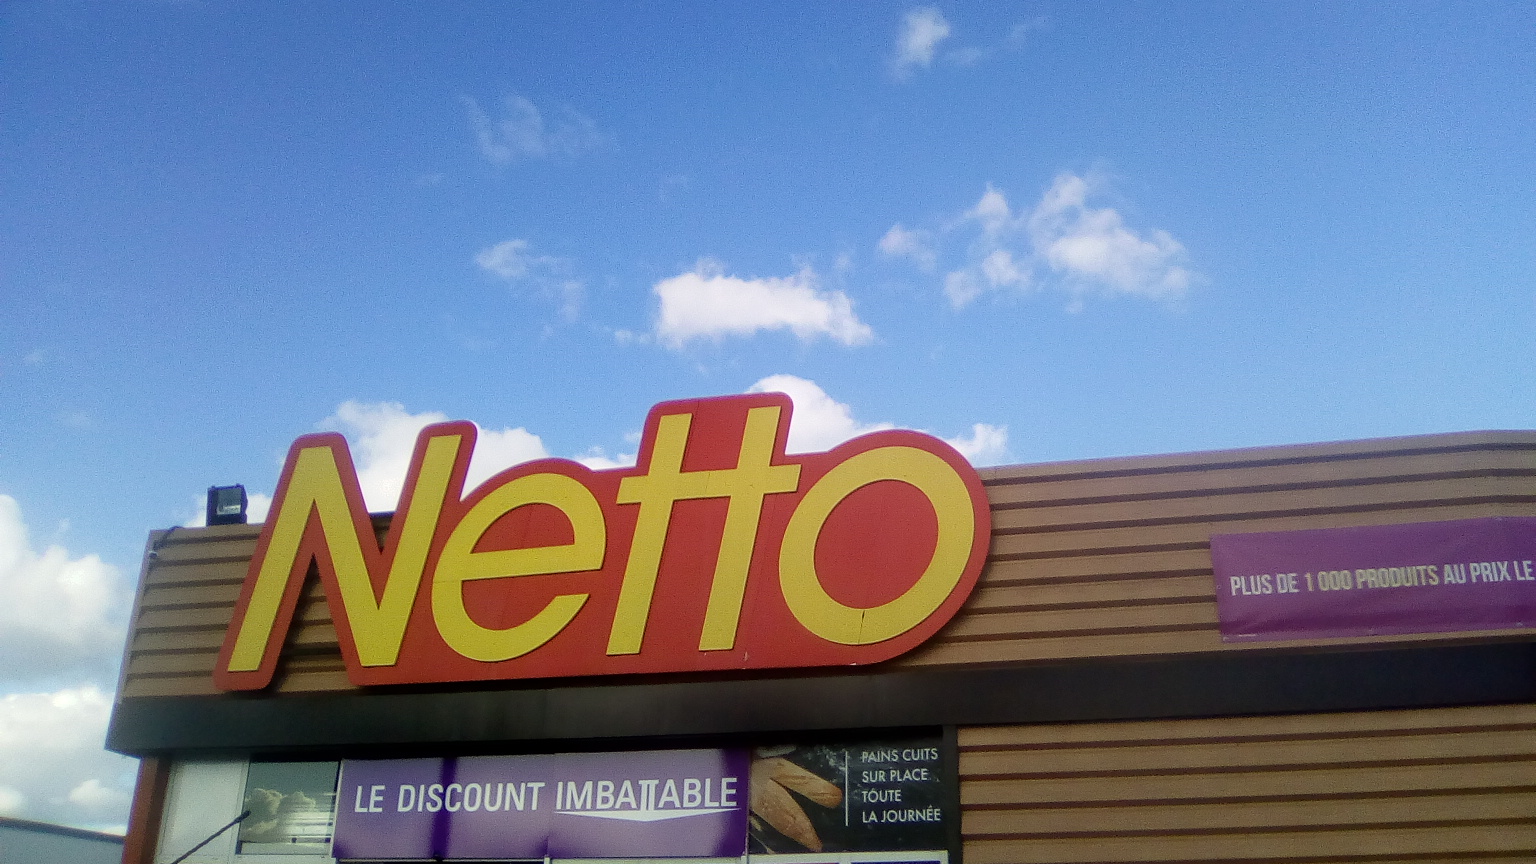 Netto
PLUS DE 1 000 PRODUITS AU PRIX LE
LE DISCOUNT IMBATTABLE
PAINS CUITS
SUR PLACE
TOUTE
LA JOURNÉE